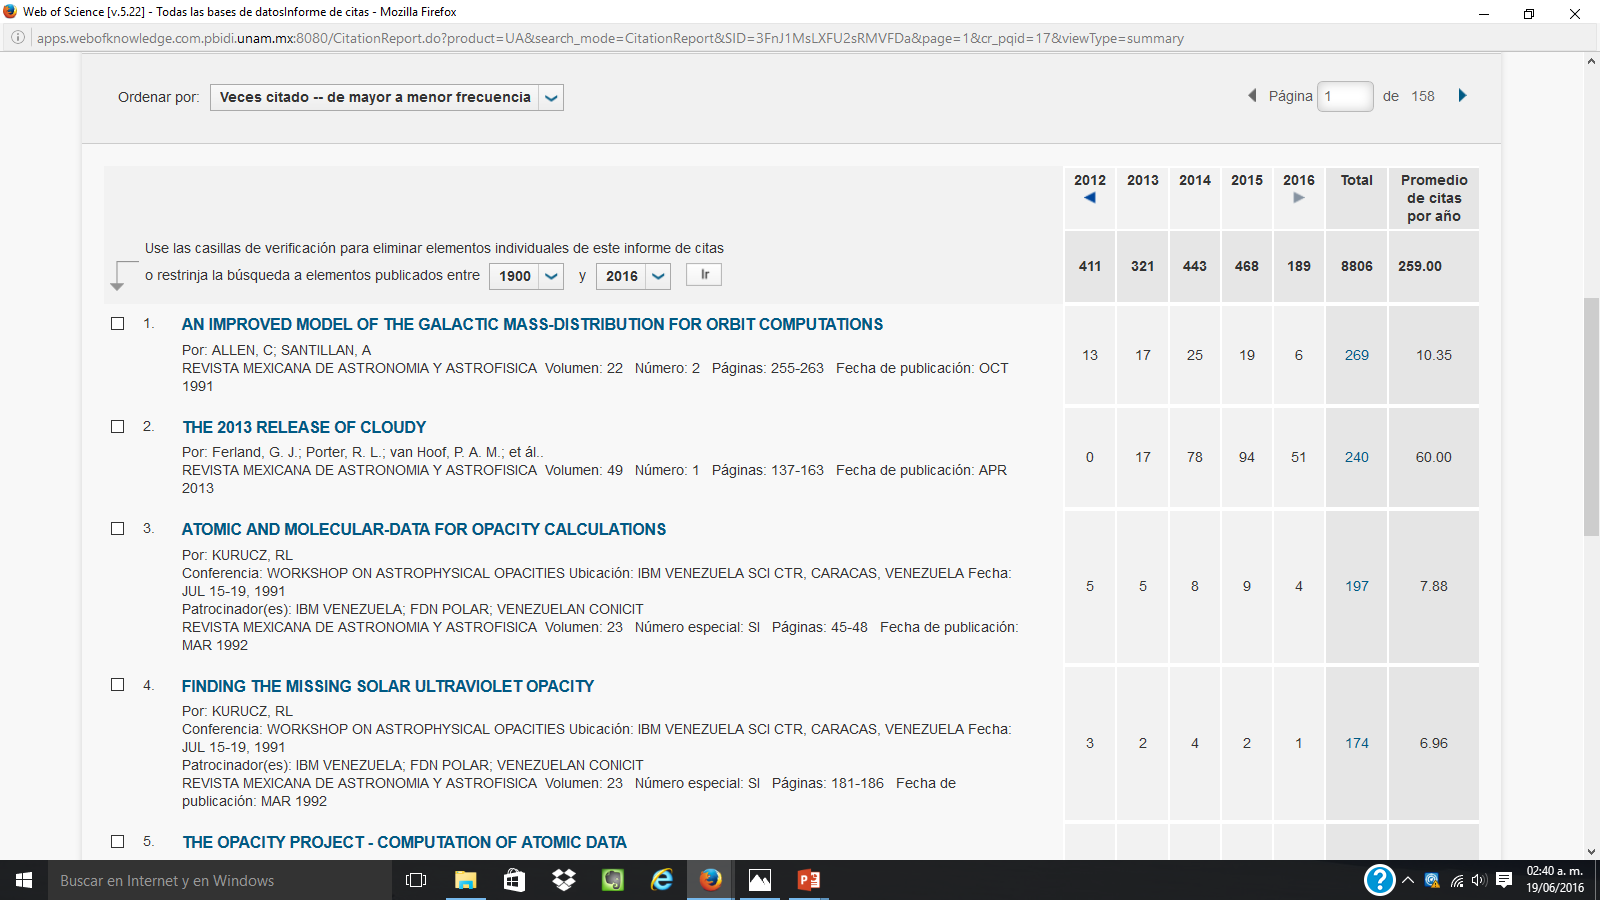 Web of Science [v.5.22] - Todas las bases de datosInforme de citas - Mozilla Firefox
apps.webofknowledge.com.pbidi.unam.mx:8080/CitationReport.do?product=UA&search_mode=CitationReport&SID=3FnJ1MsLXFU2sRMVFDa&page=1&cr_pqid=17&viewType=summary
Ordenar por: Veces citado -- de mayor a menor frecuencia Página 1 de 158
2012 2013 2014 2015 2016 Total Promedio de citas por año
Use las casillas de verificación para eliminar elementos individuales de este informe de citas
o restrinja la búsqueda a elementos publicados entre 1900 y 2016 Ir
411 321 443 468 189 8806 259.00
1. AN IMPROVED MODEL OF THE GALACTIC MASS-DISTRIBUTION FOR ORBIT COMPUTATIONS
Por: ALLEN, C; SANTILLAN, A
REVISTA MEXICANA DE ASTRONOMIA Y ASTROFISICA Volumen: 22 Número: 2 Páginas: 255-263 Fecha de publicación: OCT
1991
13 17 25 19 6 269 10.35
2. THE 2013 RELEASE OF CLOUDY
Por: Ferland, G. J.; Porter, R. L.; van Hoof, P. A. M.; et ál..
REVISTA MEXICANA DE ASTRONOMIA Y ASTROFISICA Volumen: 49 Número: 1 Páginas: 137-163 Fecha de publicación: APR
2013
0 17 78 94 51 240 60.00
3. ATOMIC AND MOLECULAR-DATA FOR OPACITY CALCULATIONS
Por: KURUCZ, RL
Conferencia: WORKSHOP ON ASTROPHYSICAL OPACITIES Ubicación: IBM VENEZUELA SCI CTR, CARACAS, VENEZUELA Fecha:
JUL 15-19, 1991
Patrocinador(es): IBM VENEZUELA; FDN POLAR; VENEZUELAN CONICIT
REVISTA MEXICANA DE ASTRONOMIA Y ASTROFISICA Volumen: 23 Número especial: SI Páginas: 45-48 Fecha de publicación:
MAR 1992
5 5 8 9 4 197 7.88
4. FINDING THE MISSING SOLAR ULTRAVIOLET OPACITY
Por: KURUCZ, RL
Conferencia: WORKSHOP ON ASTROPHYSICAL OPACITIES Ubicación: IBM VENEZUELA SCI CTR, CARACAS, VENEZUELA Fecha:
JUL 15-19, 1991
Patrocinador(es): IBM VENEZUELA; FDN POLAR; VENEZUELAN CONICIT
REVISTA MEXICANA DE ASTRONOMIA Y ASTROFISICA Volumen: 23 Número especial: SI Páginas: 181-186 Fecha de
publicación: MAR 1992
3 2 4 2 1 174 6.96
5. THE OPACITY PROJECT - COMPUTATION OF ATOMIC DATA
Buscar en Internet y en Windows
02:40 a. m.
19/06/2016